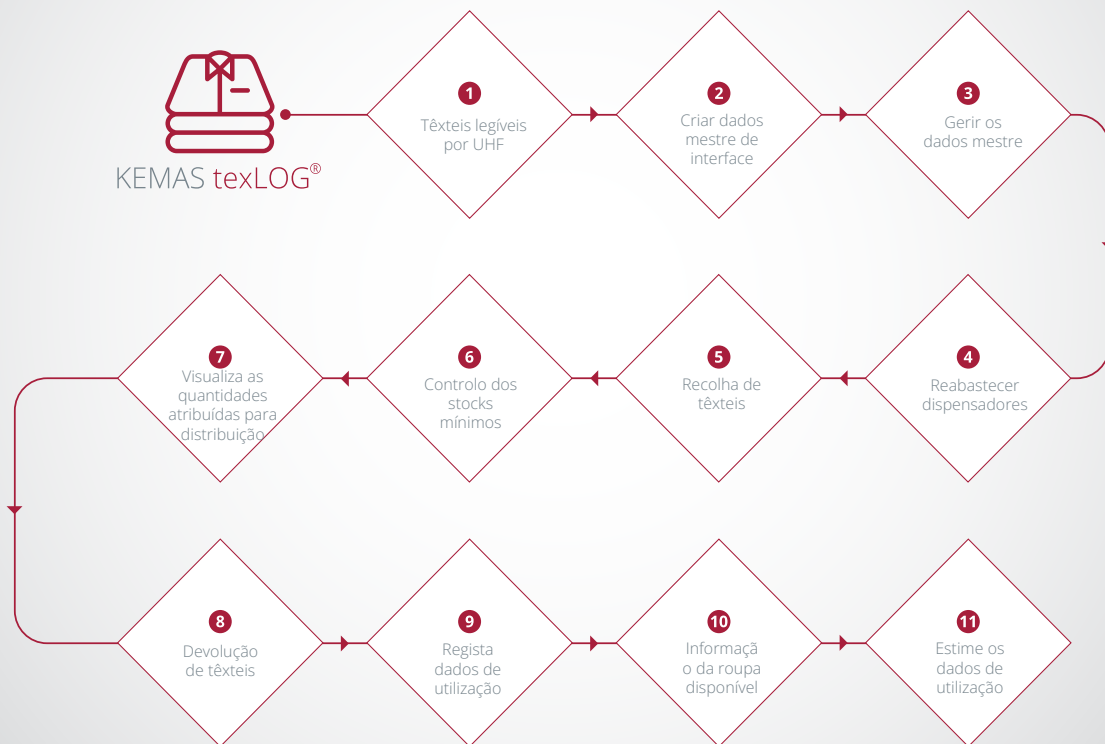 KEMAS texLOG®
1
Têxteis legíveis
por UHF
2
Criar dados
mestre de
interface
3
Gerir os
dados mestre
7
Visualiza as
quantidades
atribuídas para
distribuição
6
Controlo dos
stocks
mínimos
5
Recolha de
têxteis
4
Reabastecer
dispensadores
8
Devolução
de têxteis
9
Regista
dados de
utilização
10
Informaçã
o da roupa
disponível
11
Estime os
dados de
utilização